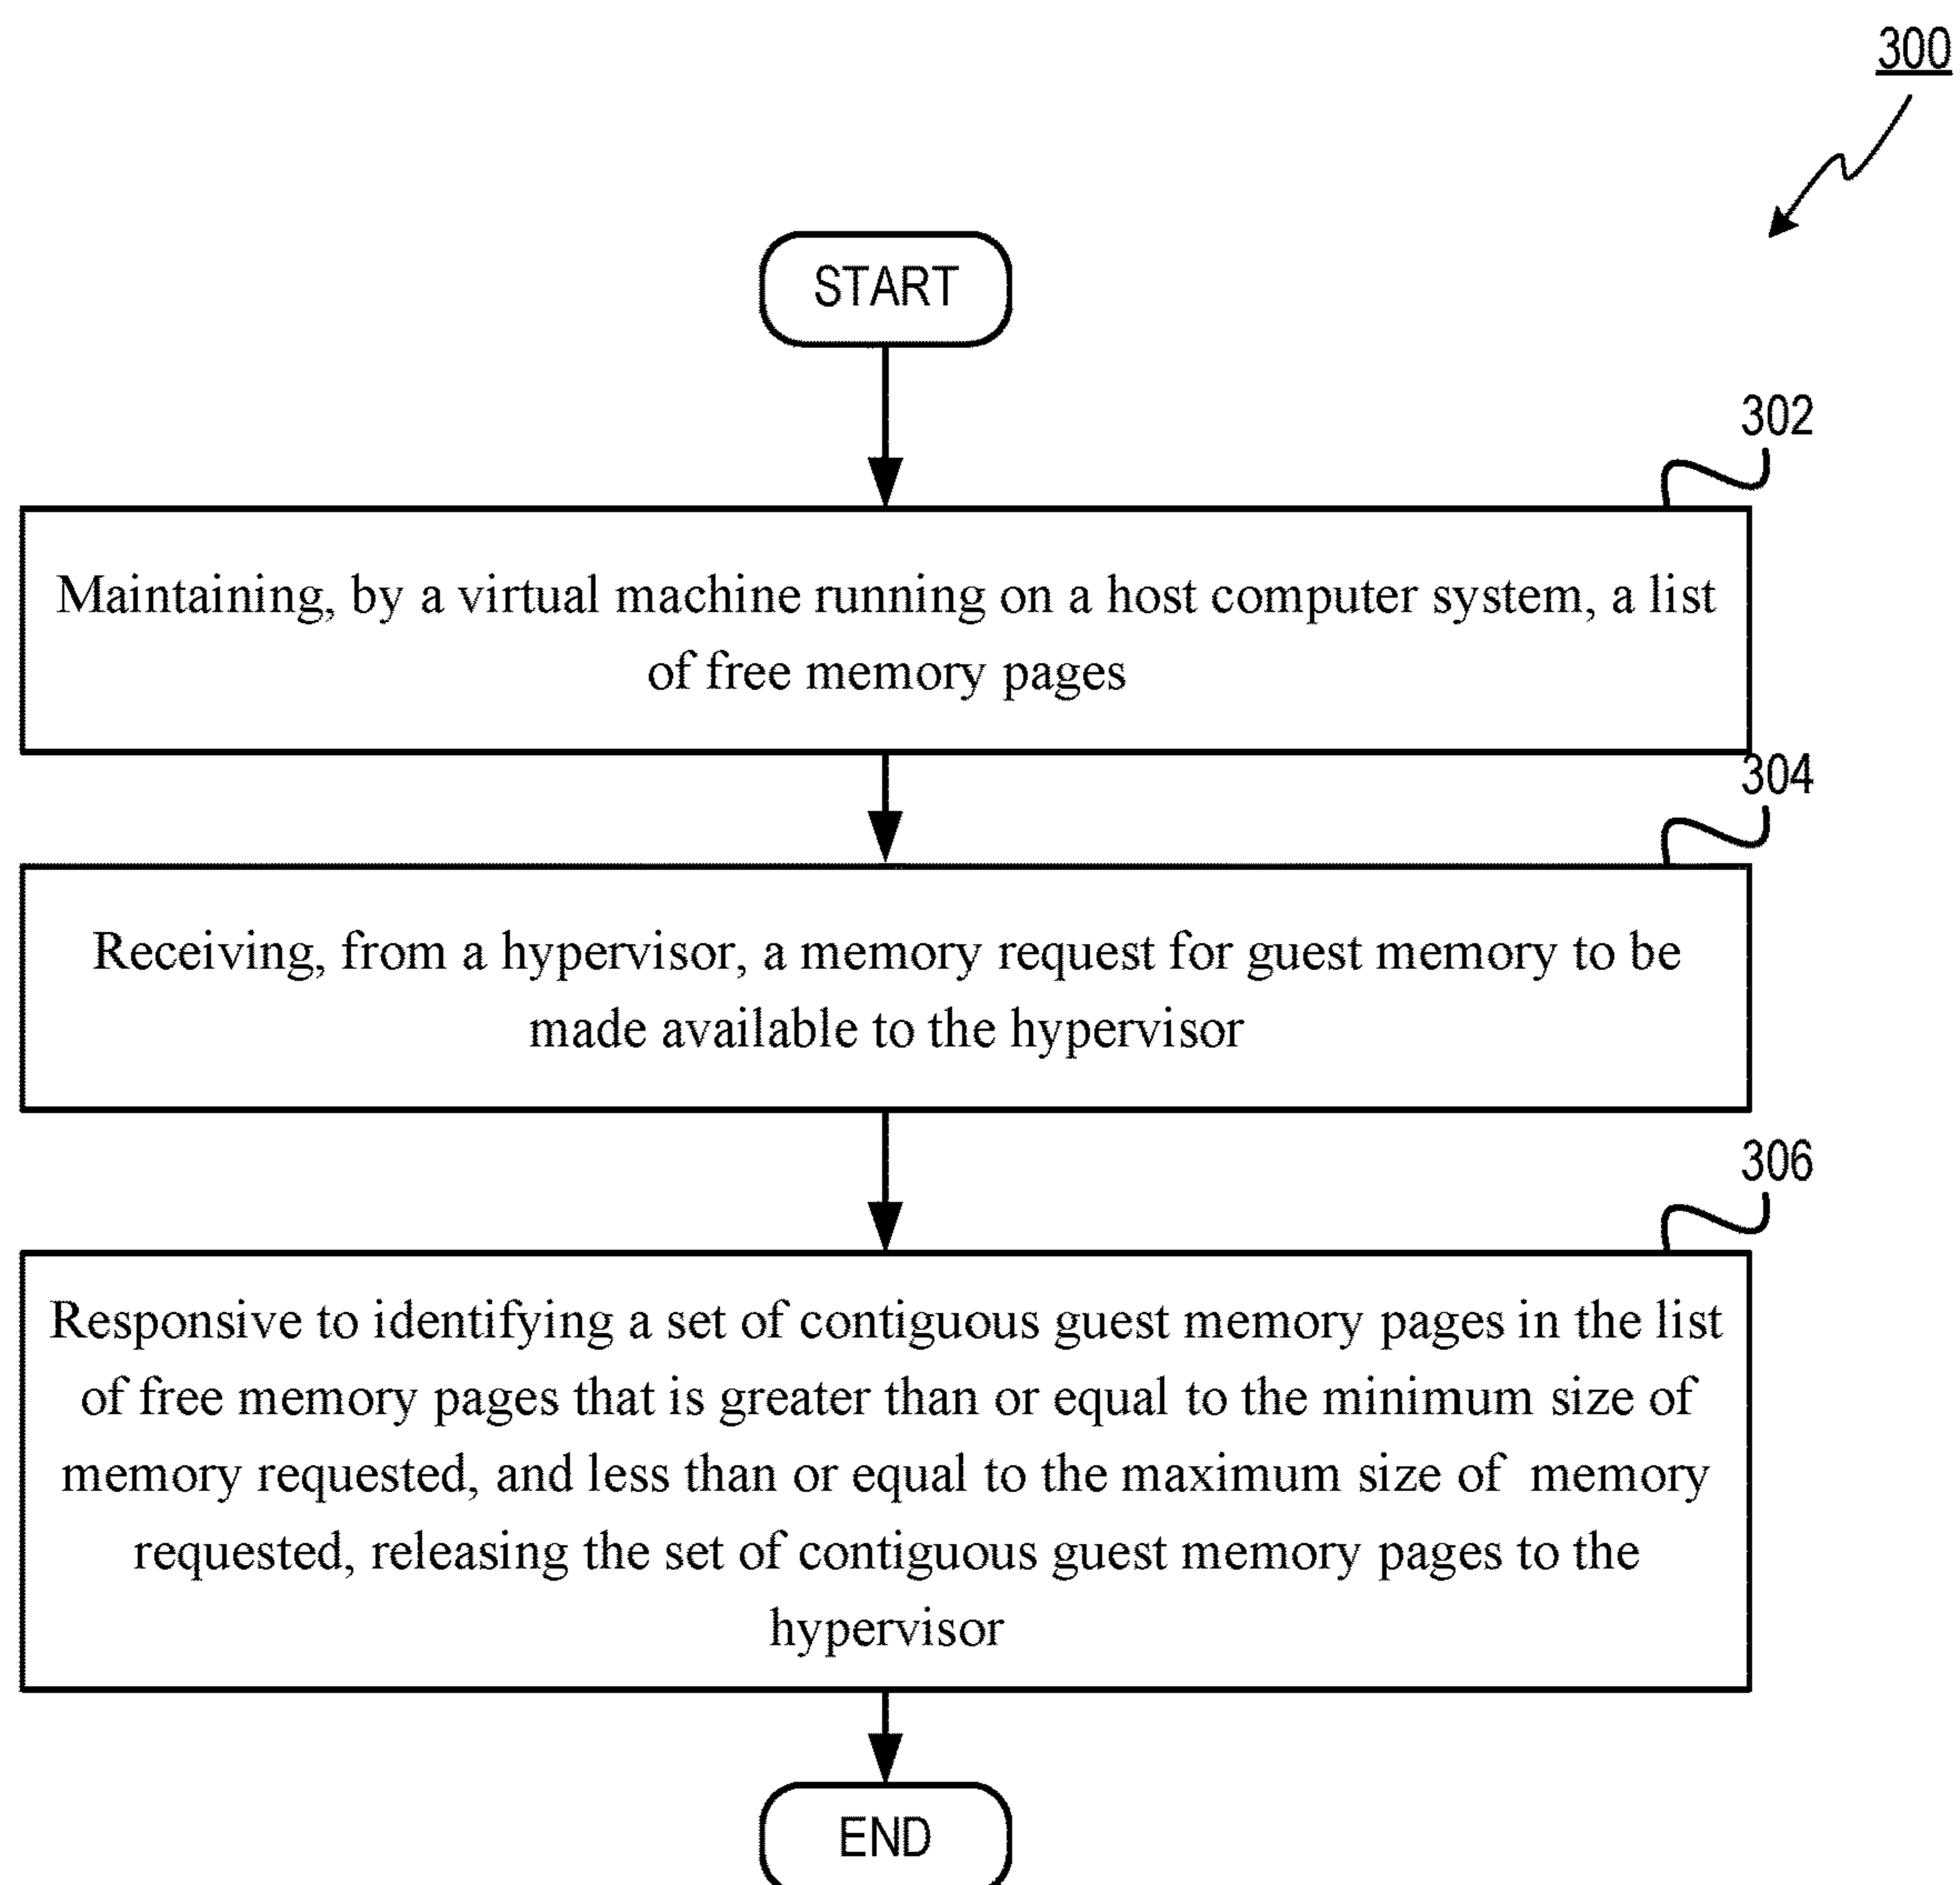 300
START
302
Maintaining, by a virtual machine running on a host computer system, a list
of free memory pages
304
Receiving, from a hypervisor, a memory request for guest memory to be
made available to the hypervisor
306
Responsive to identifying a set of contiguous guest memory pages in the list
of free memory pages that is greater than or equal to the minimum size of
memory requested, and less than or equal to the maximum size of memory
requested, releasing the set of contiguous guest memory pages to the
hypervisor
END